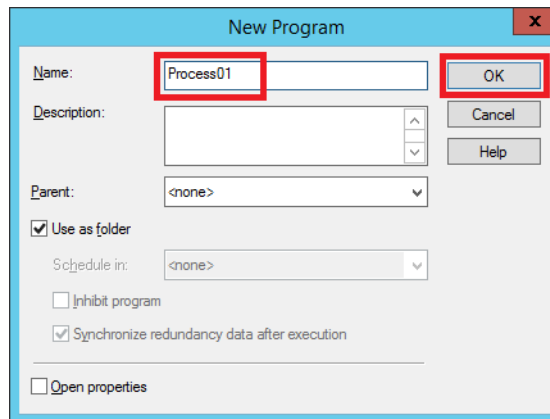 New Program
x
Name:
Process01
OK
Description:
Cancel
Help
Parent:
<none>
Use as folder
Schedule in:
<none>
Inhibit program
Synchronize redundancy data after execution
Open properties